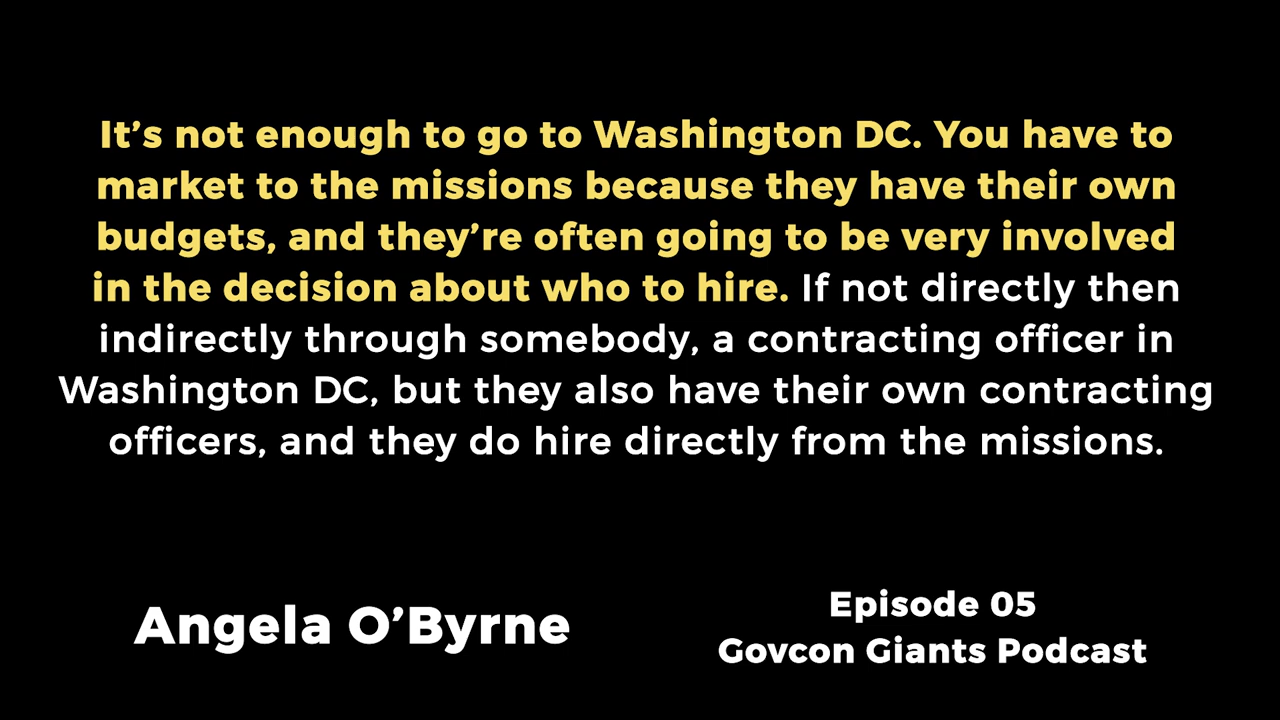 It’s not enough to go to Washington DC. You have to
market to the missions because they have their own
budgets, and they’re often going to be very involved
in the decision about who to hire. If not directly then
indirectly through somebody, a contracting officer in
Washington DC, but they also have their own contracting
officers, and they do hire directly from the missions.
Angela O’Byrne
Episode 05
Govcon Giants Podcast